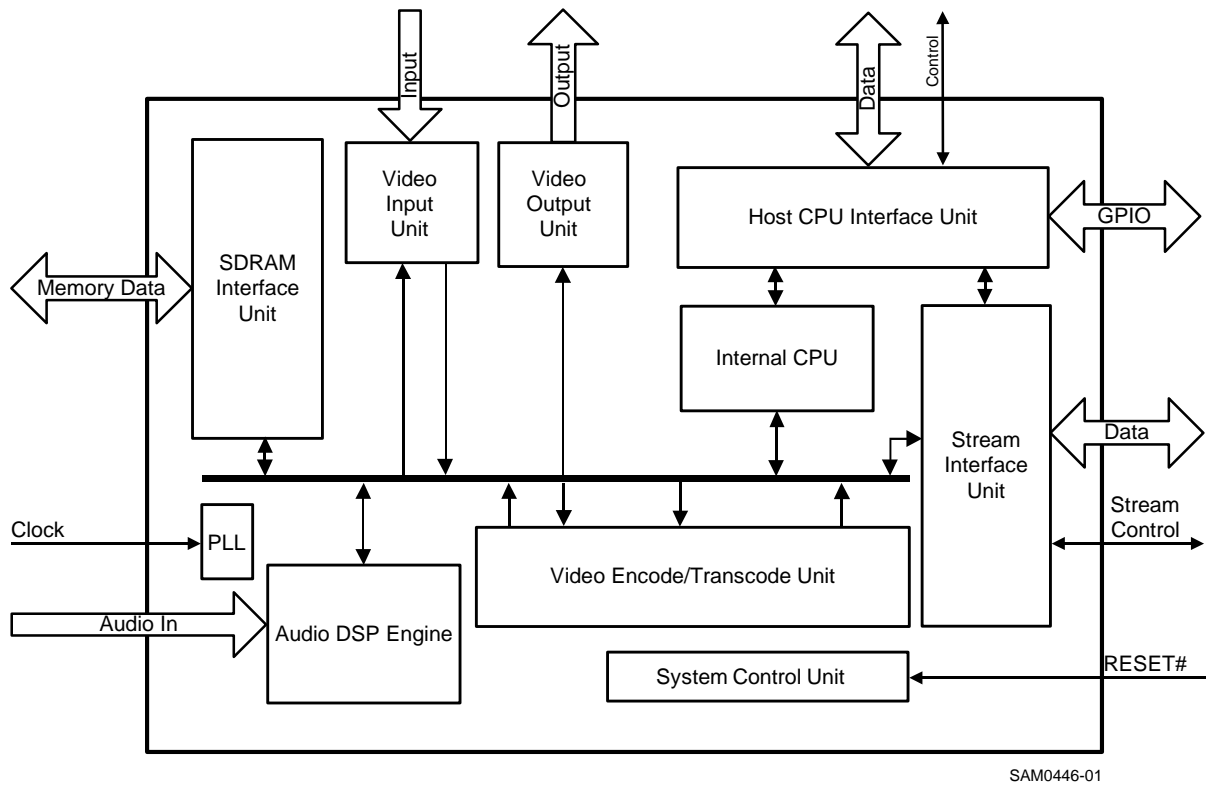 Input
Output
Data
Control
Video
Input
Unit
Video
Output
Unit
Host CPU Interface Unit
GPIO
SDRAM
Interface
Unit
Memory Data
Internal CPU
Stream
Interface
Unit
Data
Clock
PLL
Stream
Control
Video Encode/Transcode Unit
Audio In
Audio DSP Engine
System Control Unit
RESET#
SAM0446-01